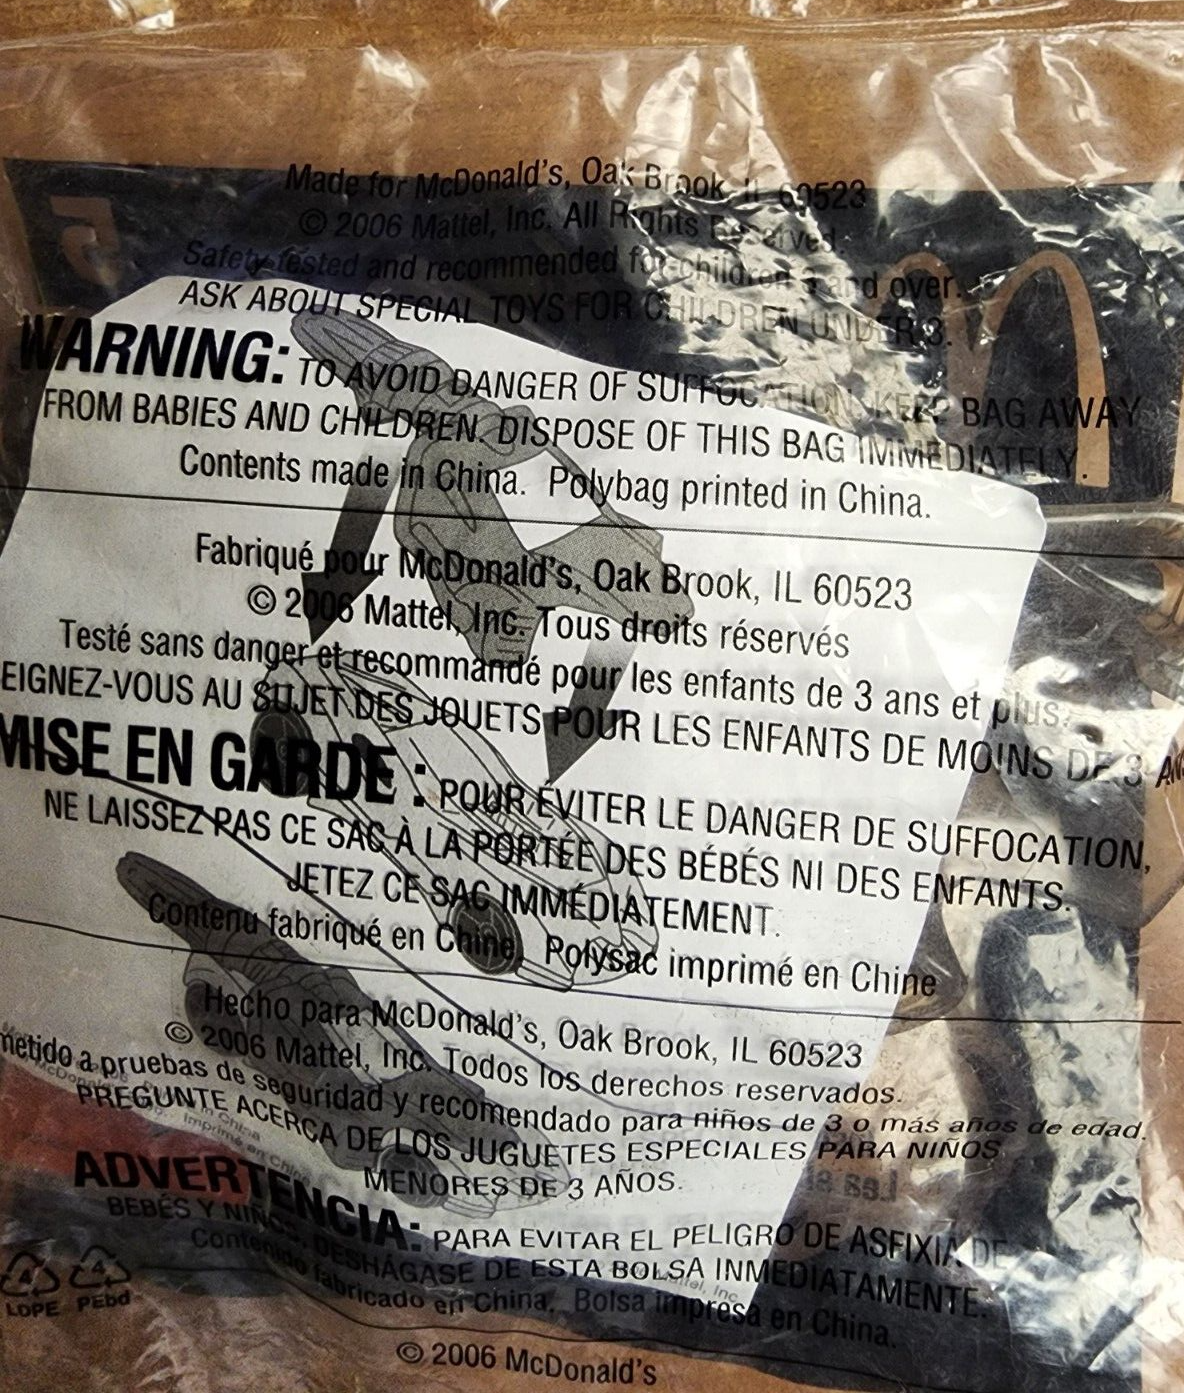 Made for McDonald's, Oak Brook, IL 60523
© 2006 Mattel, Inc. All Rights Reserved.
Safety tested and recommended for children 3 and over.
ASK ABOUT SPECIAL TOYS FOR CHILDREN UNDER 3.
WARNING: TO AVOID DANGER OF SUFFOCATION, KEEP BAG AWAY
FROM BABIES AND CHILDREN. DISPOSE OF THIS BAG IMMEDIATELY.
Contents made in China. Polybag printed in China.
Fabriqué pour McDonald's, Oak Brook, IL 60523
© 2006 Mattel, Inc. Tous droits réservés
Testé sans danger et recommandé pour les enfants de 3 ans et plus.
EIGNEZ-VOUS AU SUJET DES JOUETS POUR LES ENFANTS DE MOINS DE 3 AN
MISE EN GARDE : POUR ÉVITER LE DANGER DE SUFFOCATION,
NE LAISSEZ PAS CE SAC À LA PORTÉE DES BÉBÉS NI DES ENFANTS.
JETEZ CE SAC IMMÉDIATEMENT.
Contenu fabriqué en Chine. Polysac imprimé en Chine
Hecho para McDonald's, Oak Brook, IL 60523
© 2006 Mattel, Inc. Todos los derechos reservados.
metido a pruebas de seguridad y recomendado para niños de 3 o más años de edad.
PREGUNTE ACERCA DE LOS JUGUETES ESPECIALES PARA NIÑOS
MENORES DE 3 AÑOS.
ADVERTENCIA: PARA EVITAR EL PELIGRO DE ASFIXIA DE
BEBÉS Y NIÑOS, DESHÁGASE DE ESTA BOLSA INMEDIATAMENTE.
Contenido fabricado en China. Bolsa impresa en China.
4 4
LDPE PEbd
© 2006 McDonald's
5